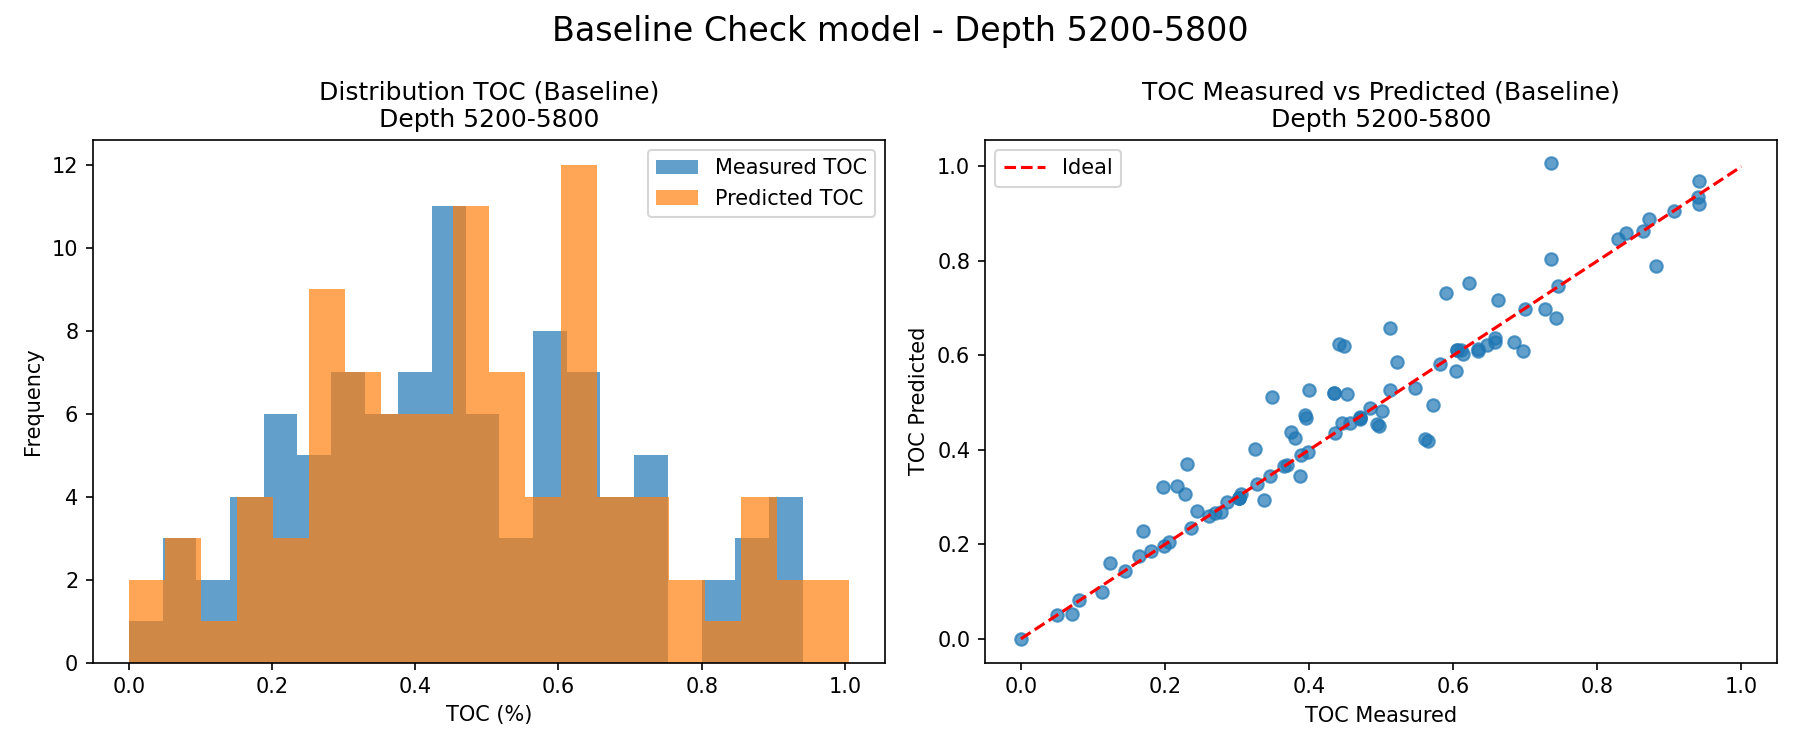 Baseline Check model - Depth 5200-5800
Distribution TOC (Baseline)
Depth 5200-5800
Measured TOC
Predicted TOC
Frequency
12
10
8
6
4
2
0
0.0 0.2 0.4 0.6 0.8 1.0
TOC (%)
TOC Measured vs Predicted (Baseline)
Depth 5200-5800
Ideal
TOC Predicted
1.0
0.8
0.6
0.4
0.2
0.0
0.0 0.2 0.4 0.6 0.8 1.0
TOC Measured